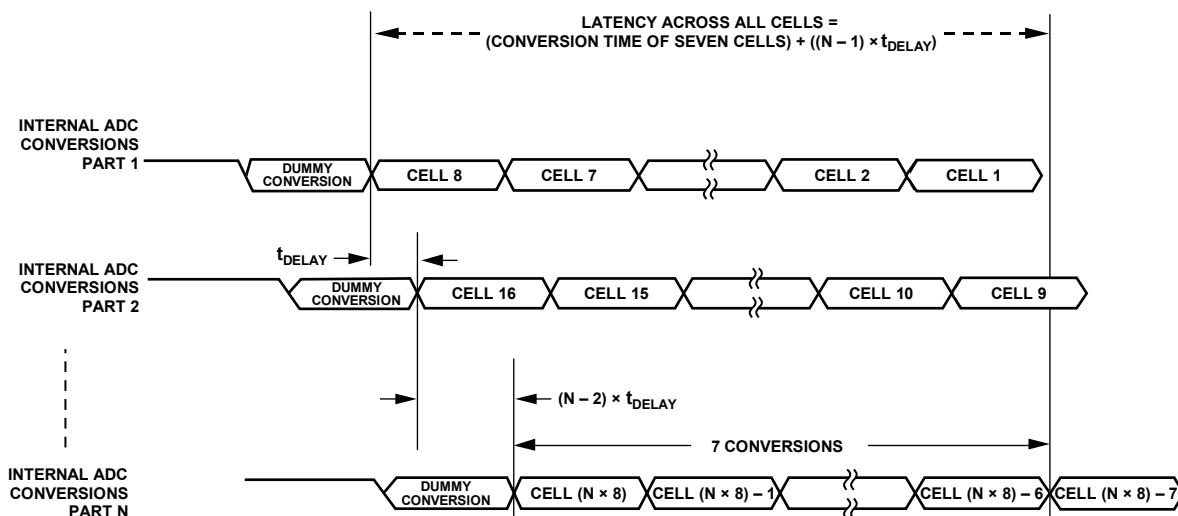 LATENCY ACROSS ALL CELLS =
(CONVERSION TIME OF SEVEN CELLS) + ((N – 1) × tDELAY)
INTERNAL ADC
CONVERSIONS
PART 1
DUMMY
CONVERSION
CELL 8
CELL 7
CELL 2
CELL 1
tDELAY
INTERNAL ADC
CONVERSIONS
PART 2
DUMMY
CONVERSION
CELL 16
CELL 15
CELL 10
CELL 9
(N – 2) × tDELAY
7 CONVERSIONS
INTERNAL ADC
CONVERSIONS
PART N
DUMMY
CONVERSION
CELL (N × 8)
CELL (N × 8) – 1
CELL (N × 8) – 6
CELL (N × 8) – 7